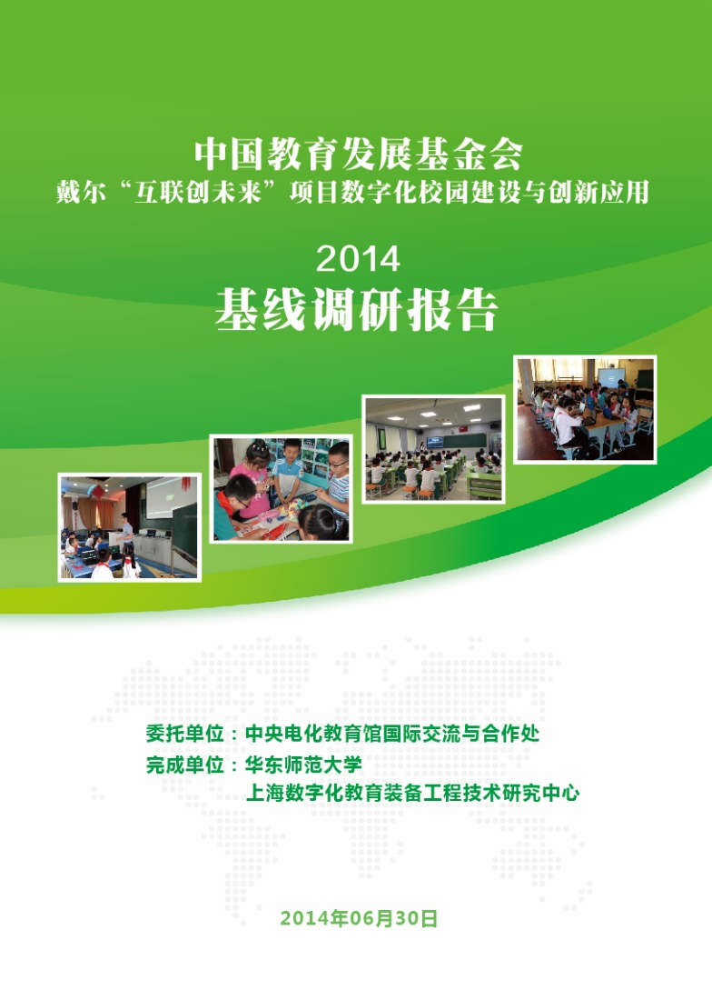 中国教育发展基金会
戴尔“互联创未来”项目数字化校园建设与创新应用
2014
基线调研报告
委托单位：中央电化教育馆国际交流与合作处
完成单位：华东师范大学
上海数字化教育装备工程技术研究中心
2014年06月30日